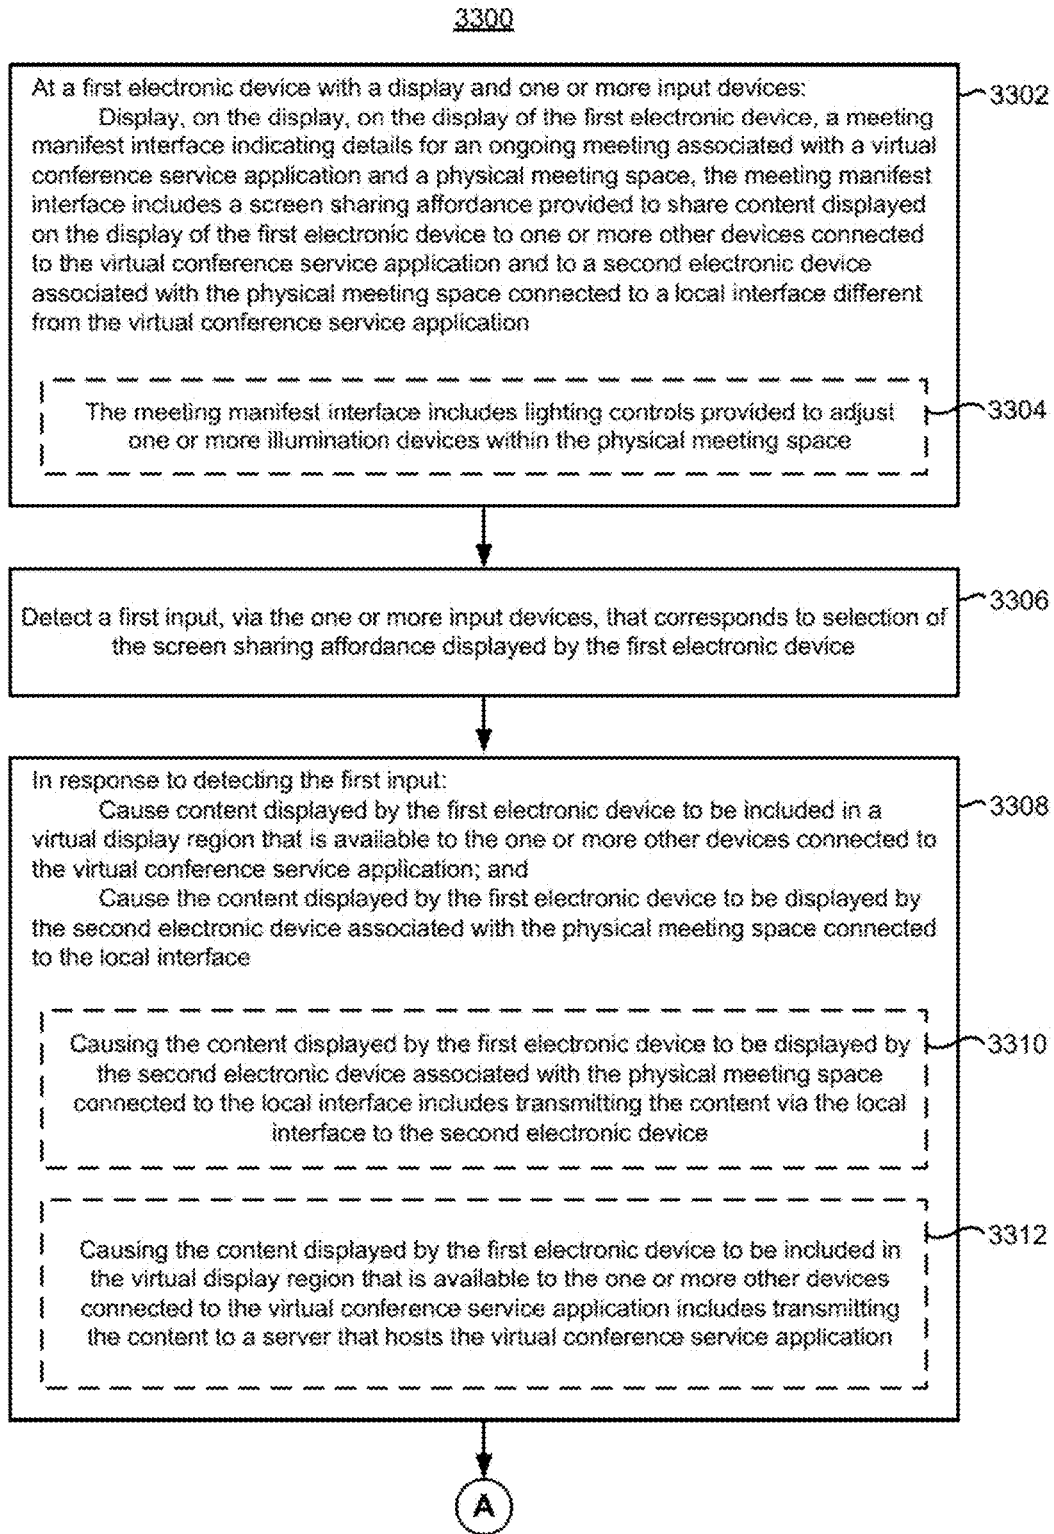 3300
At a first electronic device with a display and one or more input devices:
Display, on the display, on the display of the first electronic device, a meeting
manifest interface indicating details for an ongoing meeting associated with a virtual
conference service application and a physical meeting space, the meeting manifest
interface includes a screen sharing affordance provided to share content displayed
on the display of the first electronic device to one or more other devices connected
to the virtual conference service application and to a second electronic device
associated with the physical meeting space connected to a local interface different
from the virtual conference service application
3302
The meeting manifest interface includes lighting controls provided to adjust
one or more illumination devices within the physical meeting space
3304
Detect a first input, via the one or more input devices, that corresponds to selection of
the screen sharing affordance displayed by the first electronic device
3306
In response to detecting the first input:
Cause content displayed by the first electronic device to be included in a
virtual display region that is available to the one or more other devices connected to
the virtual conference service application; and
Cause the content displayed by the first electronic device to be displayed by
the second electronic device associated with the physical meeting space connected
to the local interface
3308
Causing the content displayed by the first electronic device to be displayed by
the second electronic device associated with the physical meeting space
connected to the local interface includes transmitting the content via the local
interface to the second electronic device
3310
Causing the content displayed by the first electronic device to be included in
the virtual display region that is available to the one or more other devices
connected to the virtual conference service application includes transmitting
the content to a server that hosts the virtual conference service application
3312
A